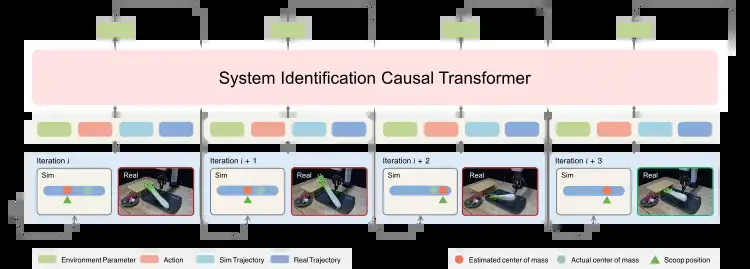 System Identification Causal Transformer
Iteration i
Iteration i + 1
Iteration i + 2
Iteration i + 3
Sim
Real
Sim
Real
Sim
Real
Sim
Real
Environment Parameter
Action
Sim Trajectory
Real Trajectory
Estimated center of mass
Actual center of mass
Scoop position